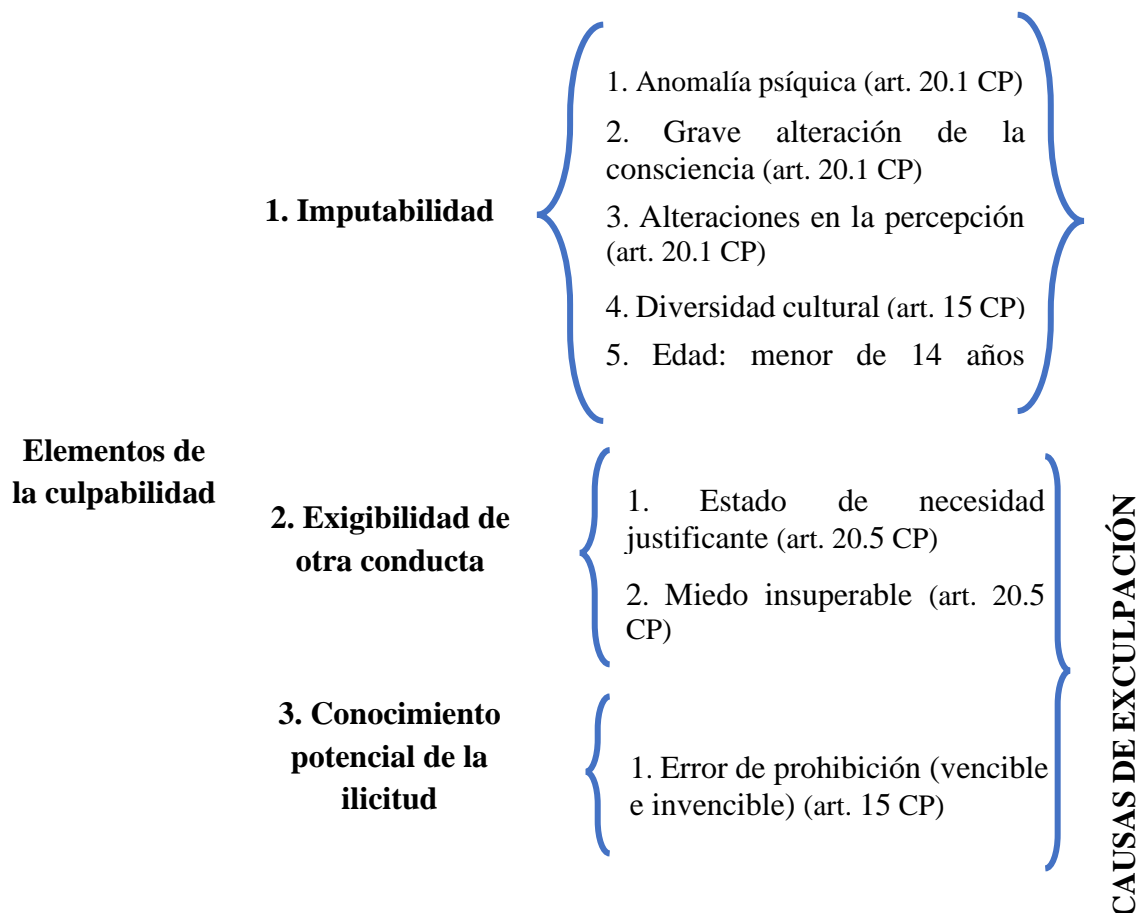 1. Anomalía psíquica (art. 20.1 CP)
2. Grave alteración de la
consciencia (art. 20.1 CP)
1. Imputabilidad
3. Alteraciones en la percepción
(art. 20.1 CP)
4. Diversidad cultural (art. 15 CP)
5. Edad: menor de 14 años
Elementos de
la culpabilidad
2. Exigibilidad de
otra conducta
1. Estado de necesidad
justificante (art. 20.5 CP)
2. Miedo insuperable (art. 20.5
CP)
3. Conocimiento
potencial de la
ilicitud
1. Error de prohibición (vencible
e invencible) (art. 15 CP)
CAUSAS DE EXCULPACIÓN